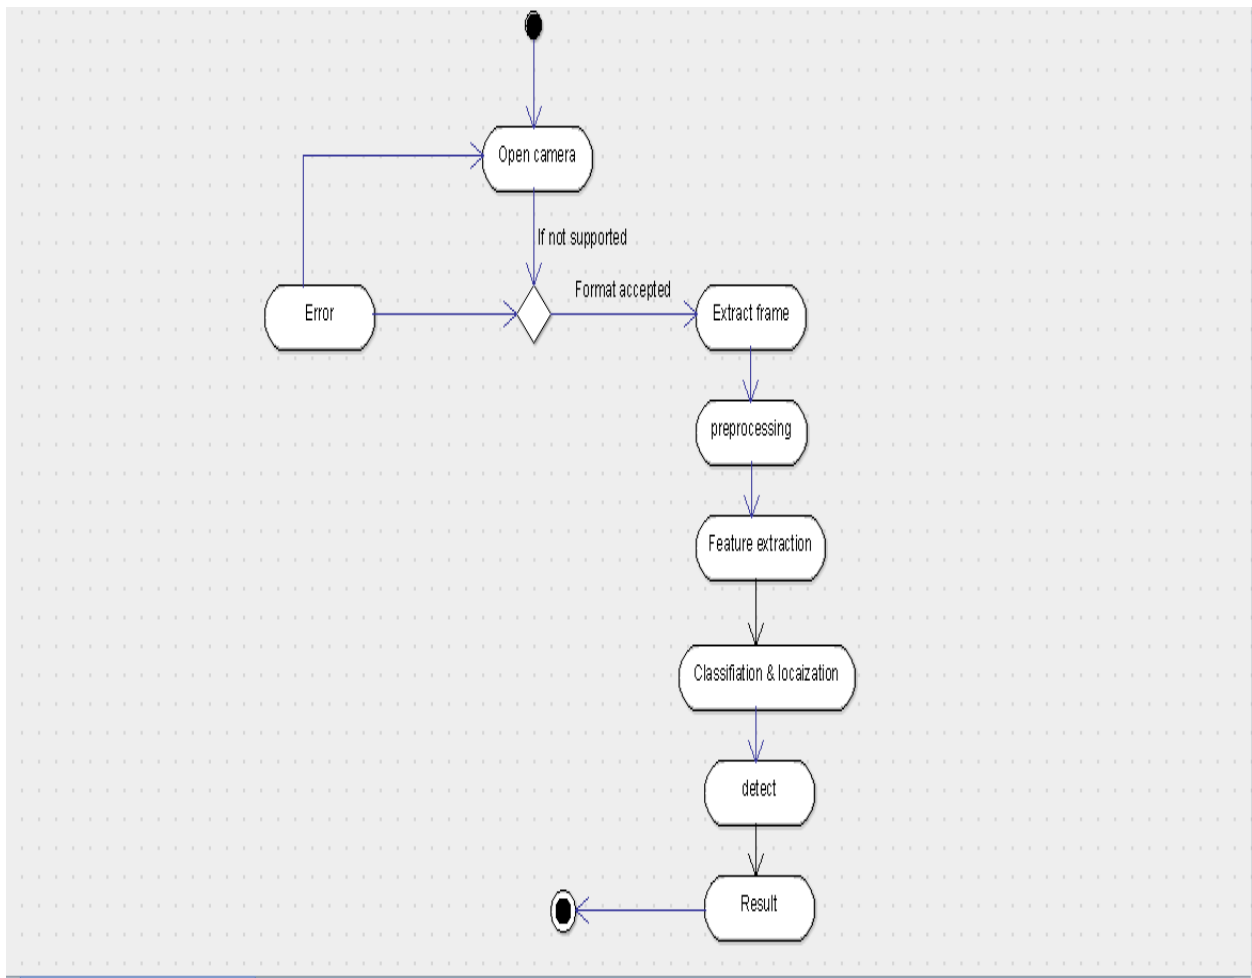 Open camera
If not supported
Format accepted
Error
Extract frame
preprocessing
Feature extraction
Classifiation & locaization
detect
Result